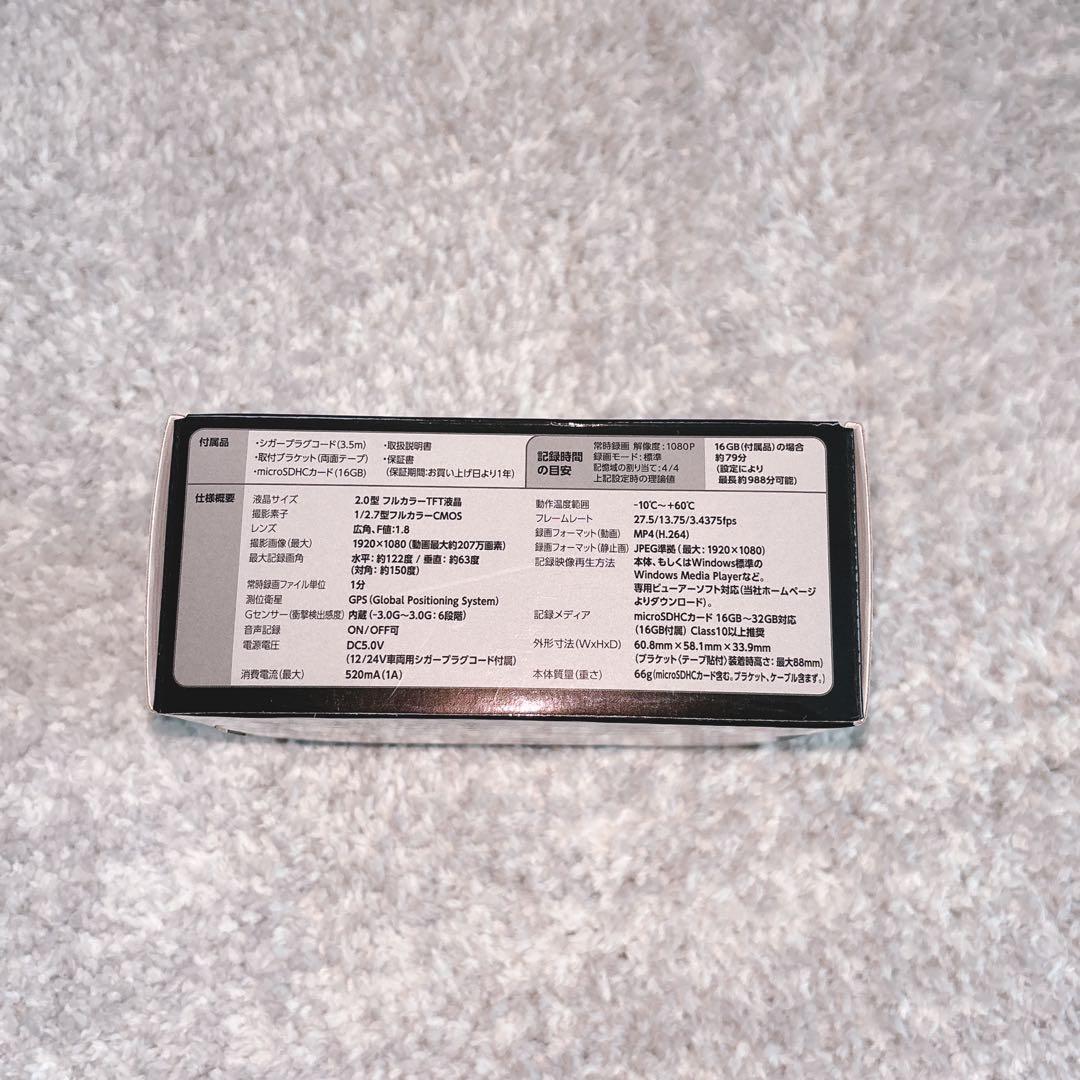 付属品
・シガープラグコード(3.5m)
・取付ブラケット(両面テープ)
・microSDHCカード(16GB)
・取扱説明書
・保証書
(保証期間:お買い上げ日より1年)
記録時間
の目安
常時録画 解像度:1080P
録画モード:標準
記憶域の割り当て:4/4
上記設定時の理論値
16GB(付属品)の場合
約79分
(設定により
最長約988分可能)
仕様概要
液晶サイズ 2.0型 フルカラーTFT液晶
撮影素子 1/2.7型フルカラーCMOS
レンズ 広角、F値:1.8
撮影画像(最大) 1920×1080(動画最大約207万画素)
最大記録画角 水平:約122度 / 垂直:約63度
(対角:約150度)
常時録画ファイル単位 1分
測位衛星 GPS(Global Positioning System)
Gセンサー(衝撃検出感度) 内蔵(-3.0G〜3.0G:6段階)
音声記録 ON/OFF可
電源電圧 DC5.0V
(12/24V車両用シガープラグコード付属)
消費電流(最大) 520mA(1A)
動作温度範囲 -10℃〜+60℃
フレームレート 27.5/13.75/3.4375fps
録画フォーマット(動画) MP4(H.264)
録画フォーマット(静止画) JPEG準拠(最大:1920×1080)
記録映像再生方法 本体、もしくはWindows標準の
Windows Media Playerなど。
専用ビューアーソフト対応(当社ホームページ
よりダウンロード)。
記録メディア microSDHCカード 16GB〜32GB対応
(16GB付属) Class10以上推奨
外形寸法(WxHxD) 60.8mm×58.1mm×33.9mm
(ブラケット(テープ貼付)装着時高さ:最大88mm)
本体質量(重さ) 66g(microSDHCカード含む。ブラケット、ケーブル含まず。)